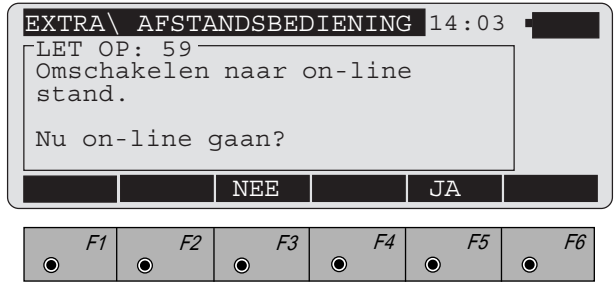 EXTRA\ AFSTANDSBEDIENING 14:03
LET OP: 59
Omschakelen naar on-line
stand.
Nu on-line gaan?
NEE JA
F1 F2 F3 F4 F5 F6